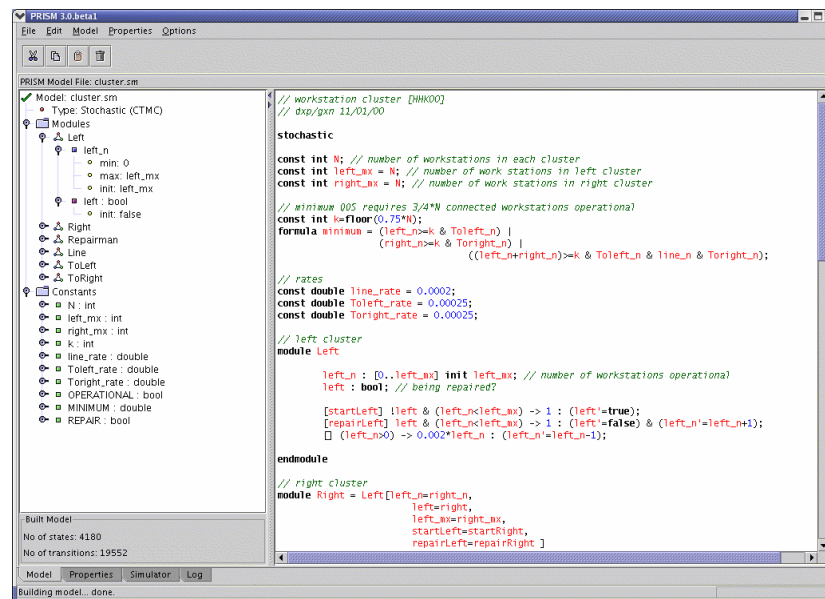 PRISM 3.0.beta1
File Edit Model Properties Options
PRISM Model File: cluster.sm
Model: cluster.sm
Type: Stochastic (CTMC)
Modules
Left
left_n
min: 0
max: left_mx
init: left_mx
left : bool
init: false
Right
Repairman
Line
ToLeft
ToRight
Constants
N : int
left_mx : int
right_mx : int
k : int
line_rate : double
Toleft_rate : double
Toright_rate : double
OPERATIONAL : bool
MINIMUM : double
REPAIR : bool
Built Model
No of states: 4180
No of transitions: 19552
// workstation cluster [HHK00]
// dxp/gxn 11/01/00
stochastic
const int N; // number of workstations in each cluster
const int left_mx = N; // number of work stations in left cluster
const int right_mx = N; // number of work stations in right cluster
// minimum QOS requires 3/4*N connected workstations operational
const int k=floor(0.75*N);
formula minimum = (left_n>=k & Toleft_n) |
(right_n>=k & Toright_n) |
((left_n+right_n)>=k & Toleft_n & line_n & Toright_n);
// rates
const double line_rate = 0.0002;
const double Toleft_rate = 0.00025;
const double Toright_rate = 0.00025;
// left cluster
module Left
left_n : [0..left_mx] init left_mx; // number of workstations operational
left : bool; // being repaired?
[startLeft] !left & (left_n<left_mx) -> 1 : (left'=true);
[repairLeft] left & (left_n<left_mx) -> 1 : (left'=false) & (left_n'=left_n+1);
[] (left_n>0) -> 0.002*left_n : (left_n'=left_n-1);
endmodule
// right cluster
module Right = Left[left_n=right_n,
left=right,
left_mx=right_mx,
startLeft=startRight,
repairLeft=repairRight ]
Model Properties Simulator Log
Building model... done.